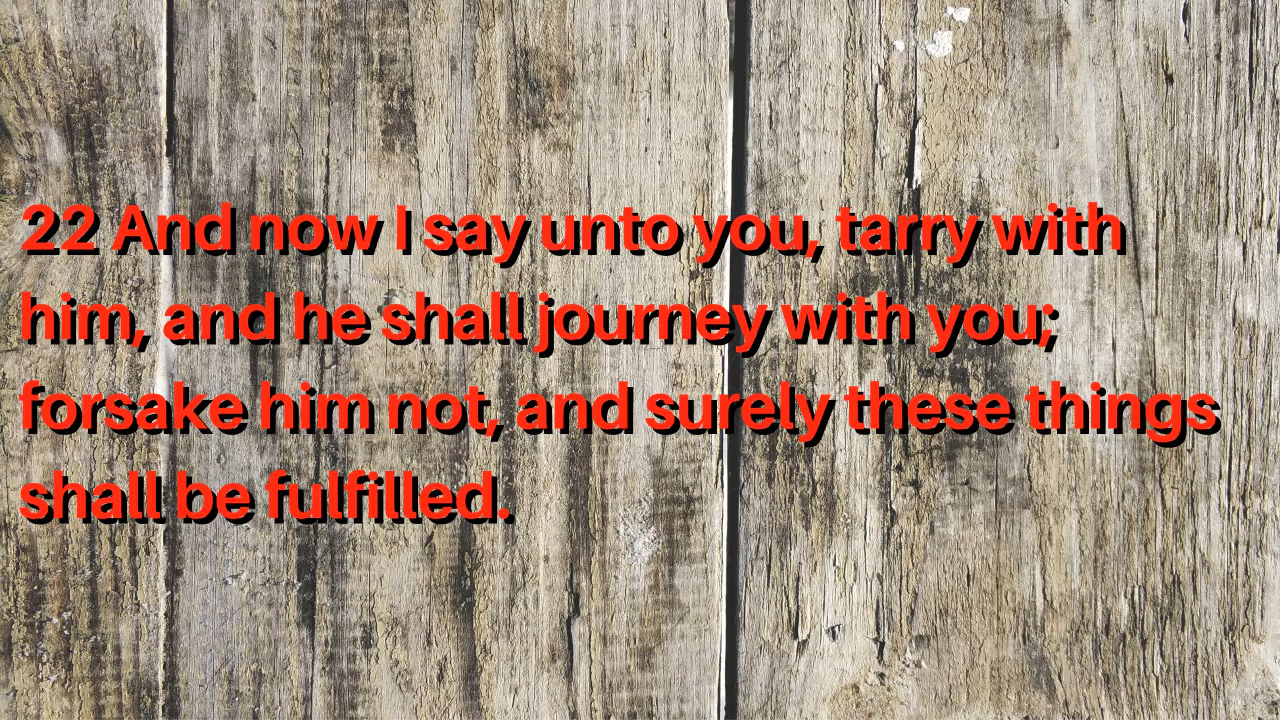 22 And now I say unto you, tarry with
him, and he shall journey with you;
forsake him not, and surely these things
shall be fulfilled.